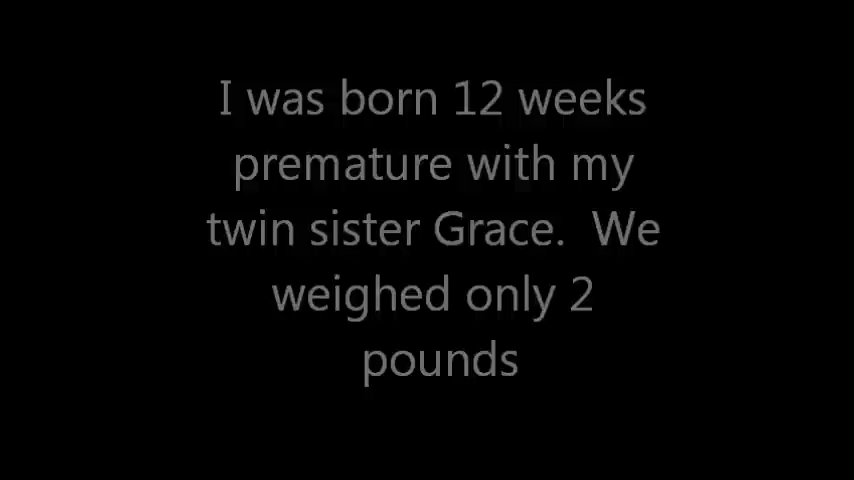 I was born 12 weeks
premature with my
twin sister Grace.  We
weighed only 2
pounds